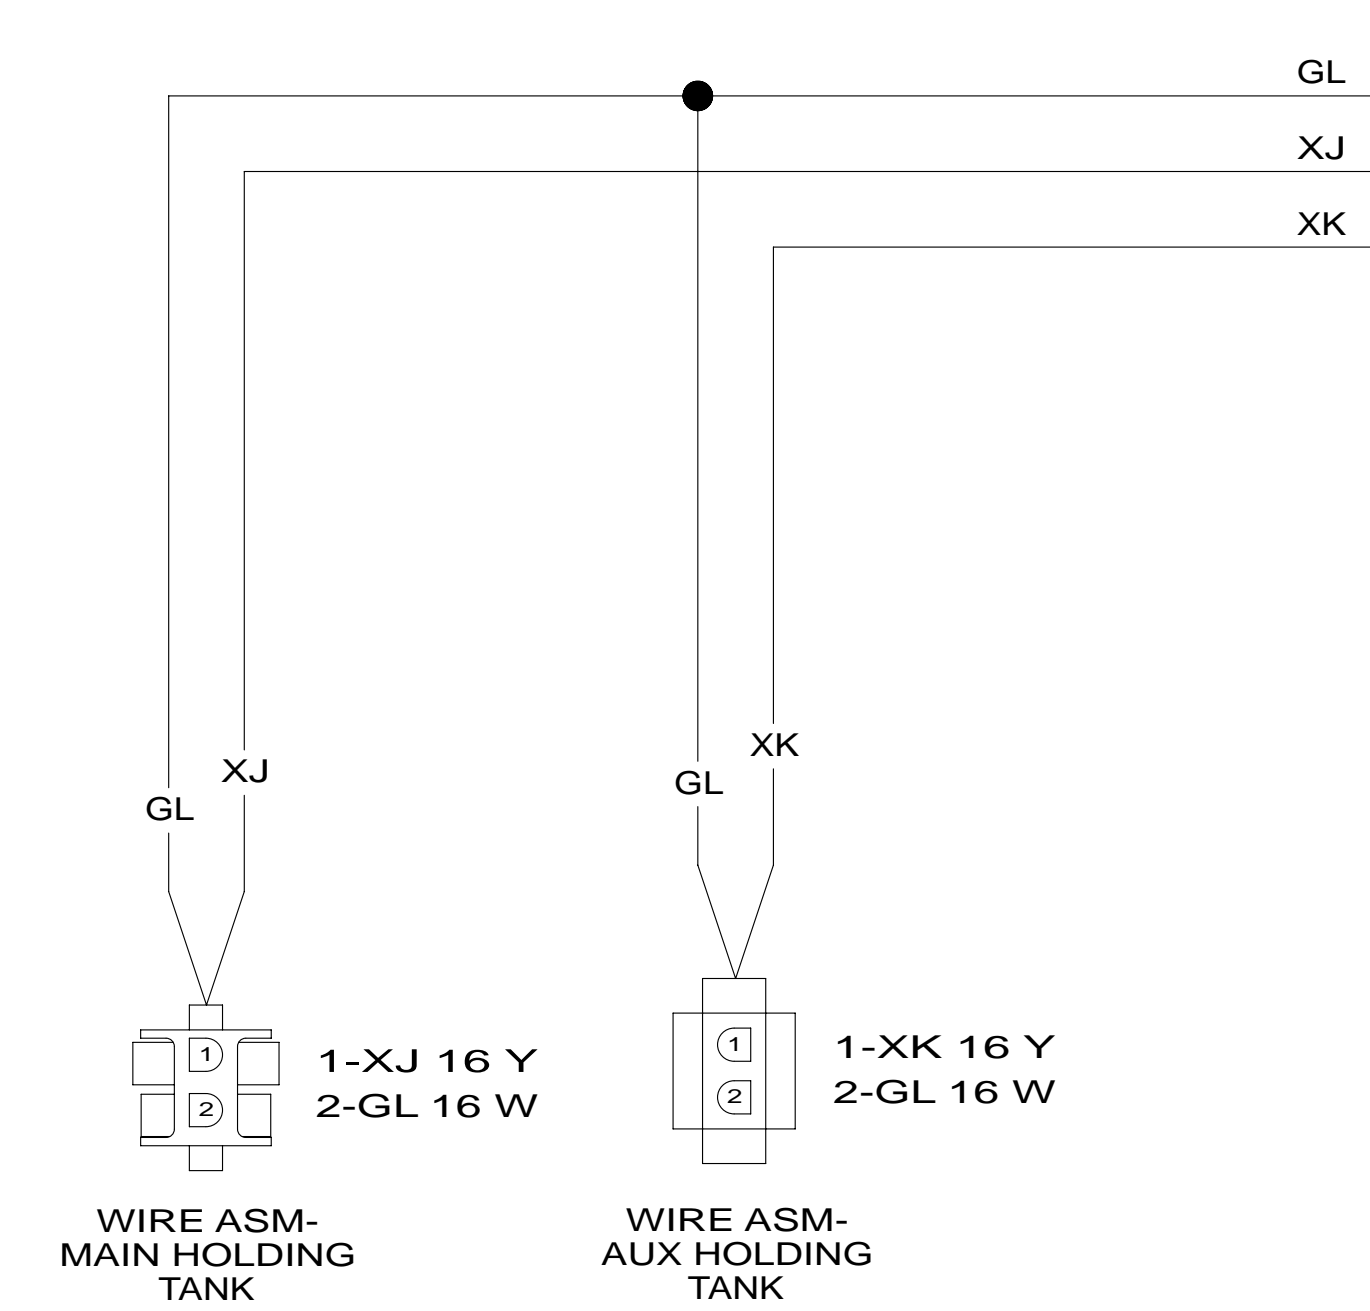 GL
XJ
XK
XK
XJ
GL
GL
1
2
1-XJ 16 Y
2-GL 16 W
1
2
1-XK 16 Y
2-GL 16 W
WIRE ASM-
MAIN HOLDING
TANK
WIRE ASM-
AUX HOLDING
TANK